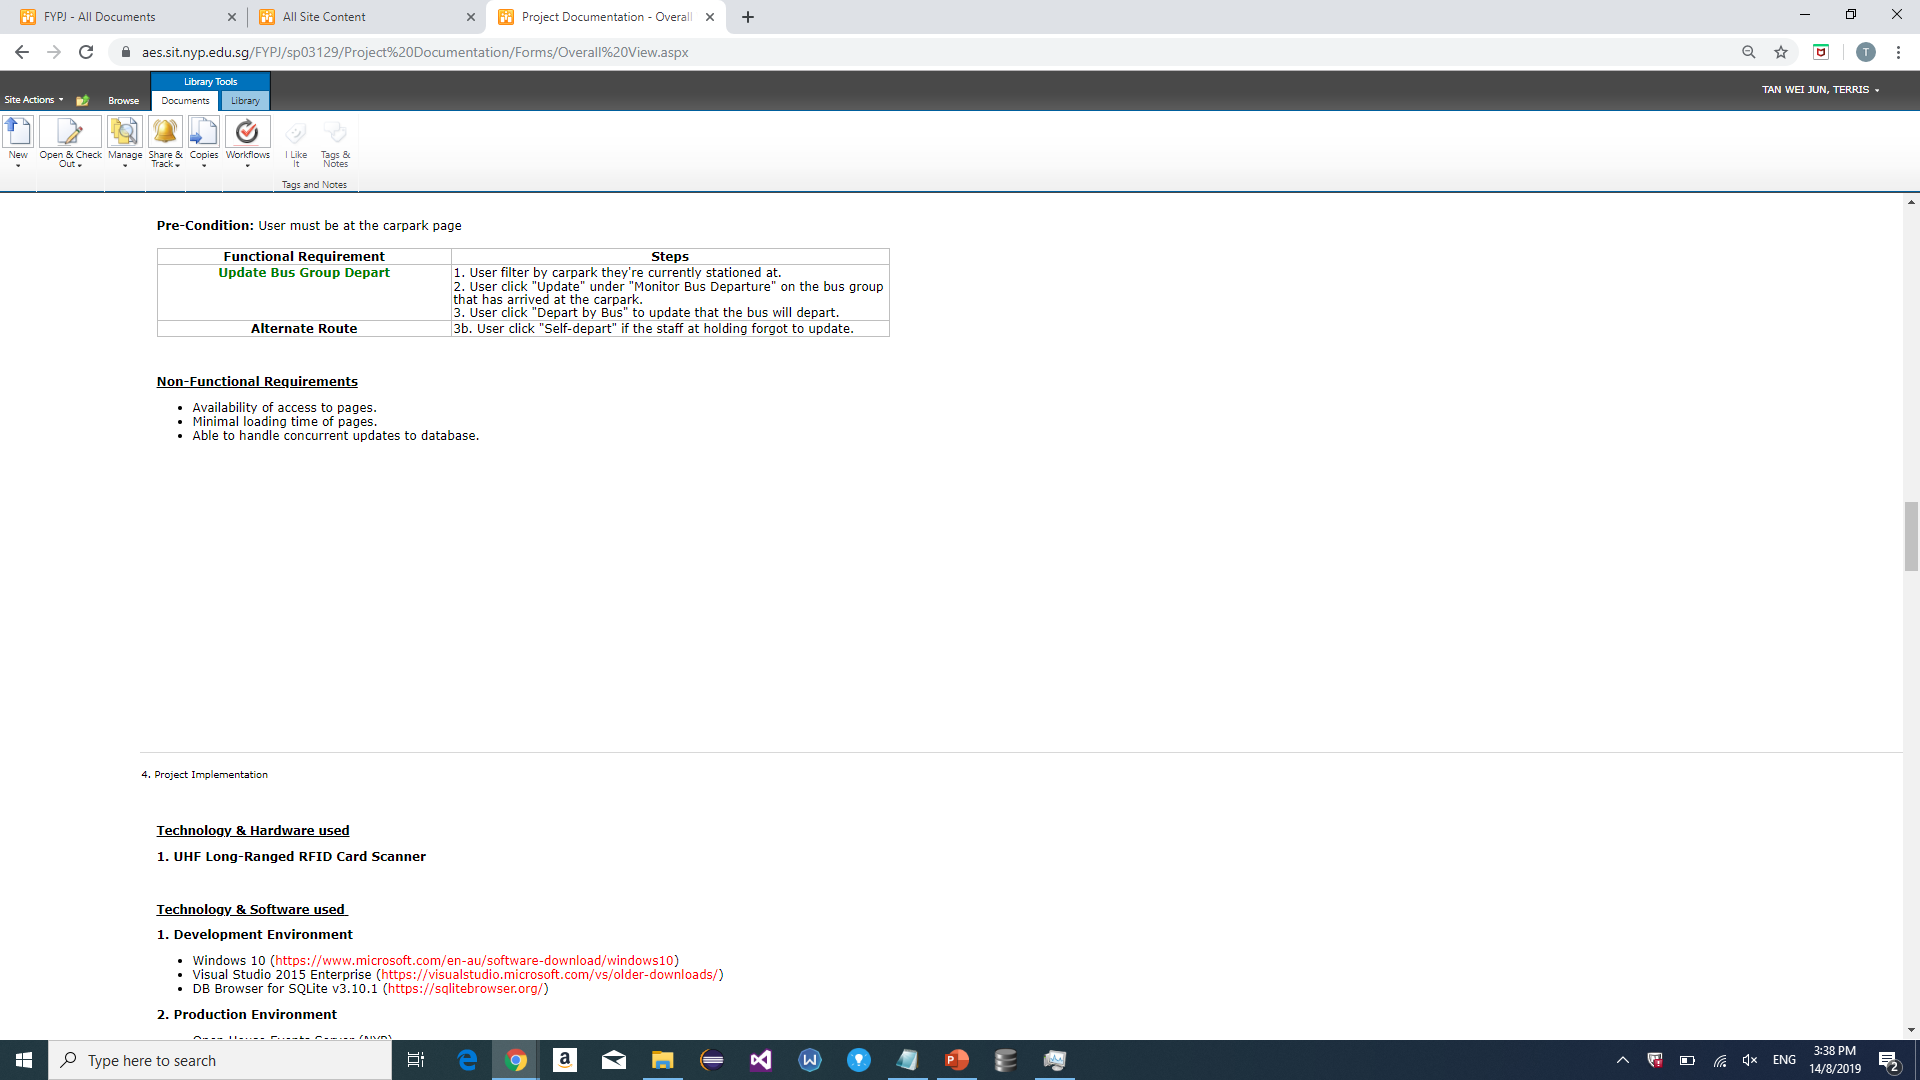 FYPJ - All Documents
All Site Content
Project Documentation - Overall
aes.sit.nyp.edu.sg/FYPJ/sp03129/Project%20Documentation/Forms/Overall%20View.aspx
T
Library Tools
Site Actions
Browse
Documents
Library
TAN WEI JUN, TERRIS
New
Open & Check Out
Manage
Share & Track
Copies
Workflows
I Like It
Tags & Notes
Tags and Notes
Pre-Condition: User must be at the carpark page
Functional Requirement
Steps
Update Bus Group Depart
1. User filter by carpark they're currently stationed at.
2. User click "Update" under "Monitor Bus Departure" on the bus group
that has arrived at the carpark.
3. User click "Depart by Bus" to update that the bus will depart.
Alternate Route
3b. User click "Self-depart" if the staff at holding forgot to update.
Non-Functional Requirements
• Availability of access to pages.
• Minimal loading time of pages.
• Able to handle concurrent updates to database.
4. Project Implementation
Technology & Hardware used
1. UHF Long-Ranged RFID Card Scanner
Technology & Software used
1. Development Environment
• Windows 10 (https://www.microsoft.com/en-au/software-download/windows10)
• Visual Studio 2015 Enterprise (https://visualstudio.microsoft.com/vs/older-downloads/)
• DB Browser for SQLite v3.10.1 (https://sqlitebrowser.org/)
2. Production Environment
Open House Events Server (NYP)
Type here to search
ENG
3:38 PM
14/8/2019
2